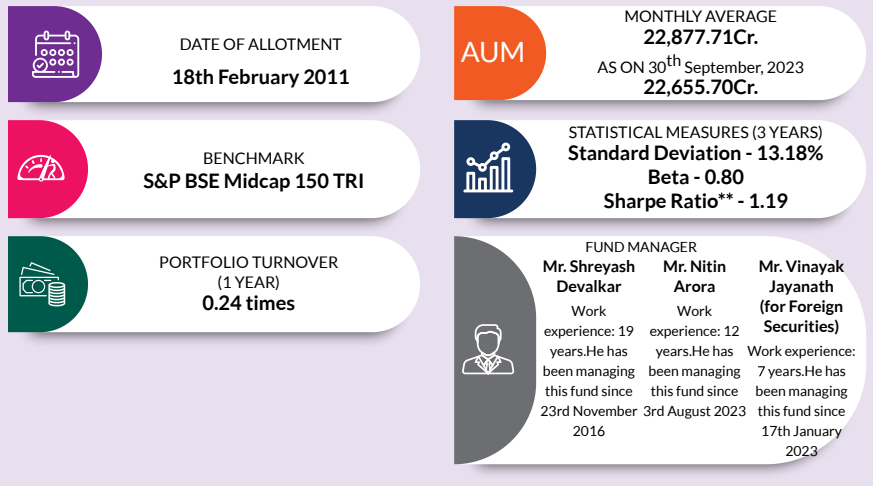 DATE OF ALLOTMENT
18th February 2011
AUM
MONTHLY AVERAGE
22,877.71Cr.
AS ON 30th September, 2023
22,655.70Cr.
BENCHMARK
S&P BSE Midcap 150 TRI
STATISTICAL MEASURES (3 YEARS)
Standard Deviation - 13.18%
Beta - 0.80
Sharpe Ratio** - 1.19
PORTFOLIO TURNOVER
(1 YEAR)
0.24 times
FUND MANAGER
Mr. Shreyash
Devalkar
Work
experience: 19
years.He has
been managing
this fund since
23rd November
2016
Mr. Nitin
Arora
Work
experience: 12
years.He has
been managing
this fund since
3rd August 2023
Mr. Vinayak
Jayanath
(for Foreign
Securities)
Work experience:
7 years.He has
been managing
this fund since
17th January
2023